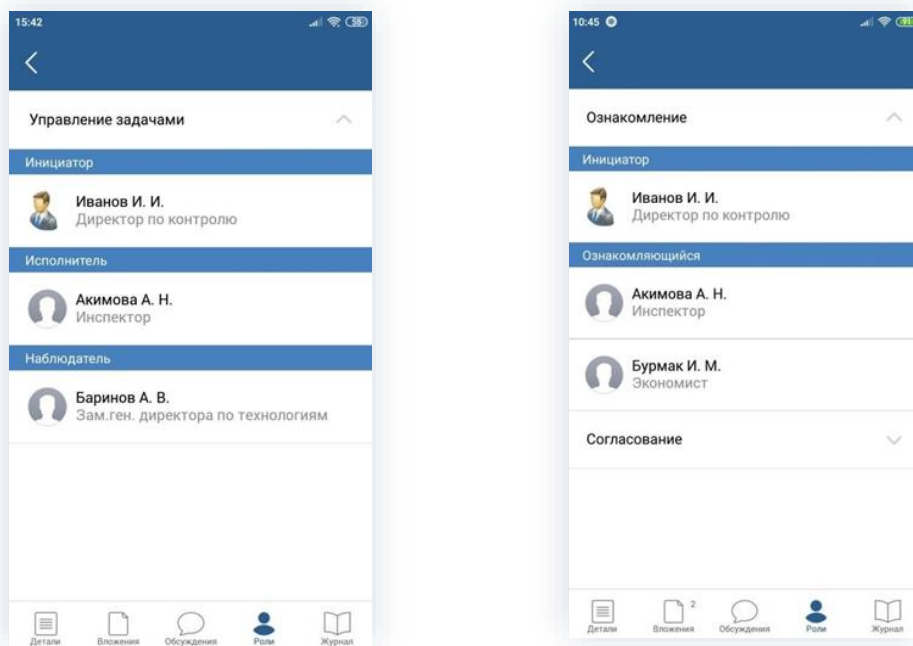 15:42
55
Управление задачами
Инициатор
Иванов И. И.
Директор по контролю
Исполнитель
Акимова А. Н.
Инспектор
Наблюдатель
Баринов А. В.
Зам.ген. директора по технологиям
Детали
Вложения
Обсуждения
Роли
Журнал
10:45
Ознакомление
Инициатор
Иванов И. И.
Директор по контролю
Ознакомляющийся
Акимова А. Н.
Инспектор
Бурмак И. М.
Экономист
Согласование
2
Детали
Вложения
Обсуждения
Роли
Журнал